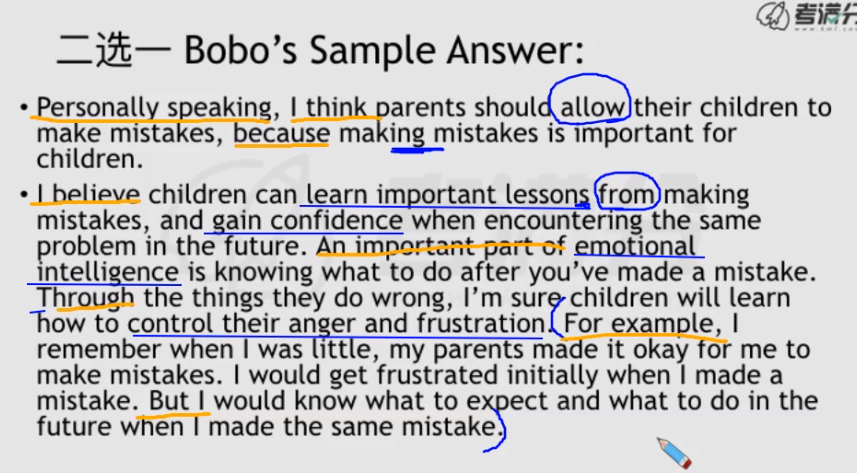 考满分
www.kmf.com
二选一 Bobo's Sample Answer:
• Personally speaking, I think parents should allow their children to
make mistakes, because making mistakes is important for
children.
• I believe children can learn important lessons from making
mistakes, and gain confidence when encountering the same
problem in the future. An important part of emotional
intelligence is knowing what to do after you've made a mistake.
Through the things they do wrong, I'm sure children will learn
how to control their anger and frustration. For example, I
remember when I was little, my parents made it okay for me to
make mistakes. I would get frustrated initially when I made a
mistake. But I would know what to expect and what to do in the
future when I made the same mistake.